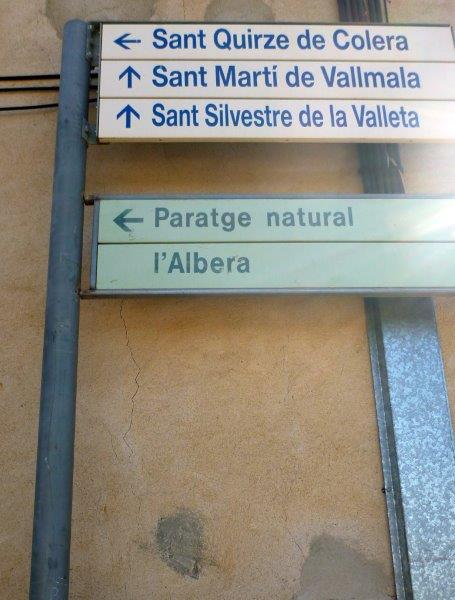 ← Sant Quirze de Colera
↑ Sant Martí de Vallmala
↑ Sant Silvestre de la Valleta
← Paratge natural
l'Albera